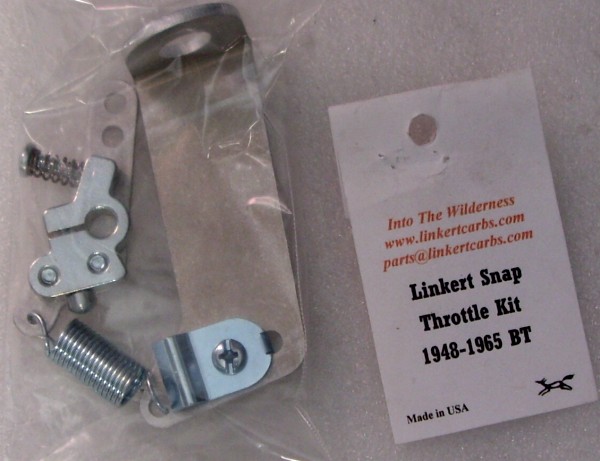 Into The Wilderness
www.linkertcarbs.com
parts@linkertcarbs.com
Linkert Snap
Throttle Kit
1948-1965 BT
Made in USA